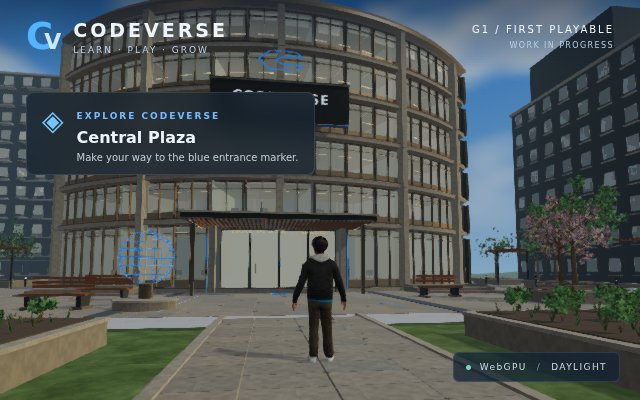 Cv CODEVERSE
LEARN · PLAY · GROW
G1 / FIRST PLAYABLE
WORK IN PROGRESS
EXPLORE CODEVERSE
Central Plaza
Make your way to the blue entrance marker.
WebGPU / DAYLIGHT